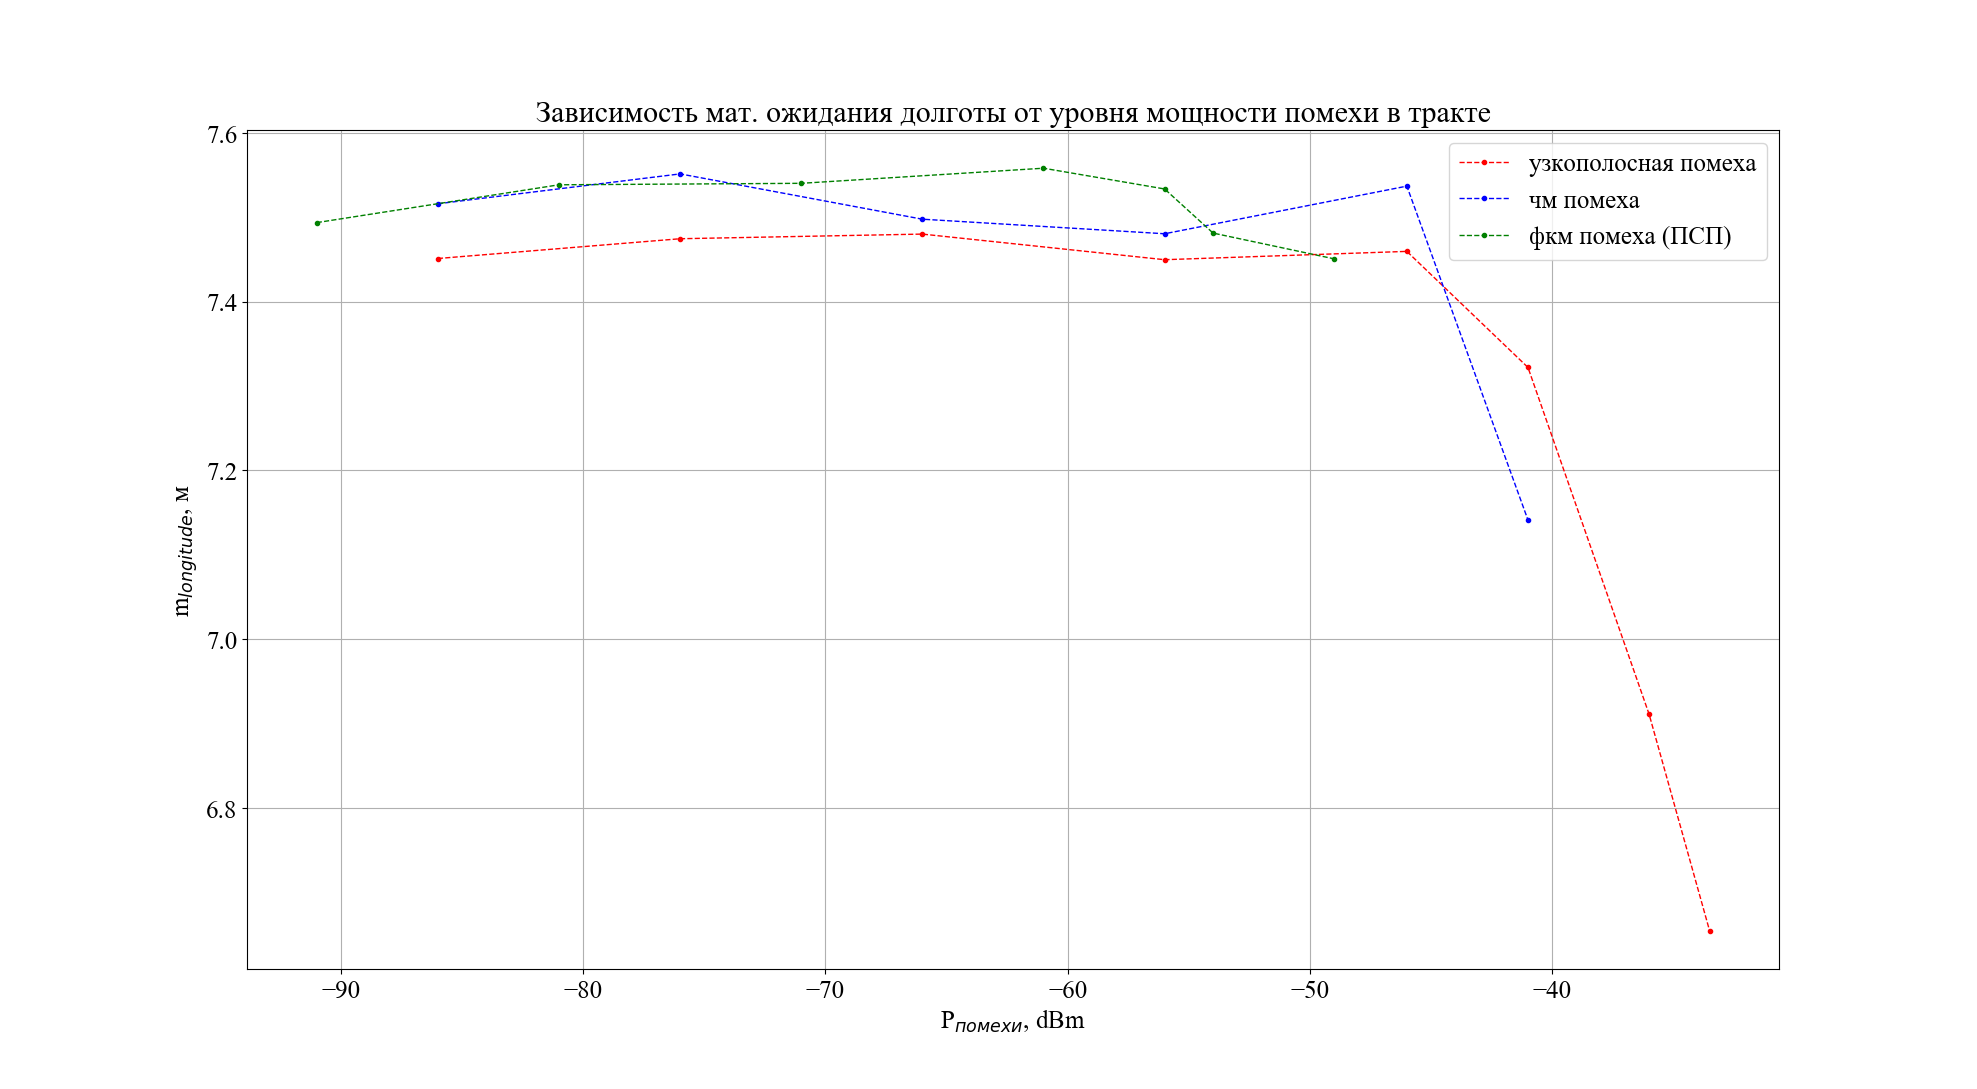 Зависимость мат. ожидания долготы от уровня мощности помехи в тракте
7.6
7.4
7.2
7.0
6.8
m_longitude, м
узкополосная помеха
чм помеха
фкм помеха (ПСП)
−90 −80 −70 −60 −50 −40
P_помехи, dBm